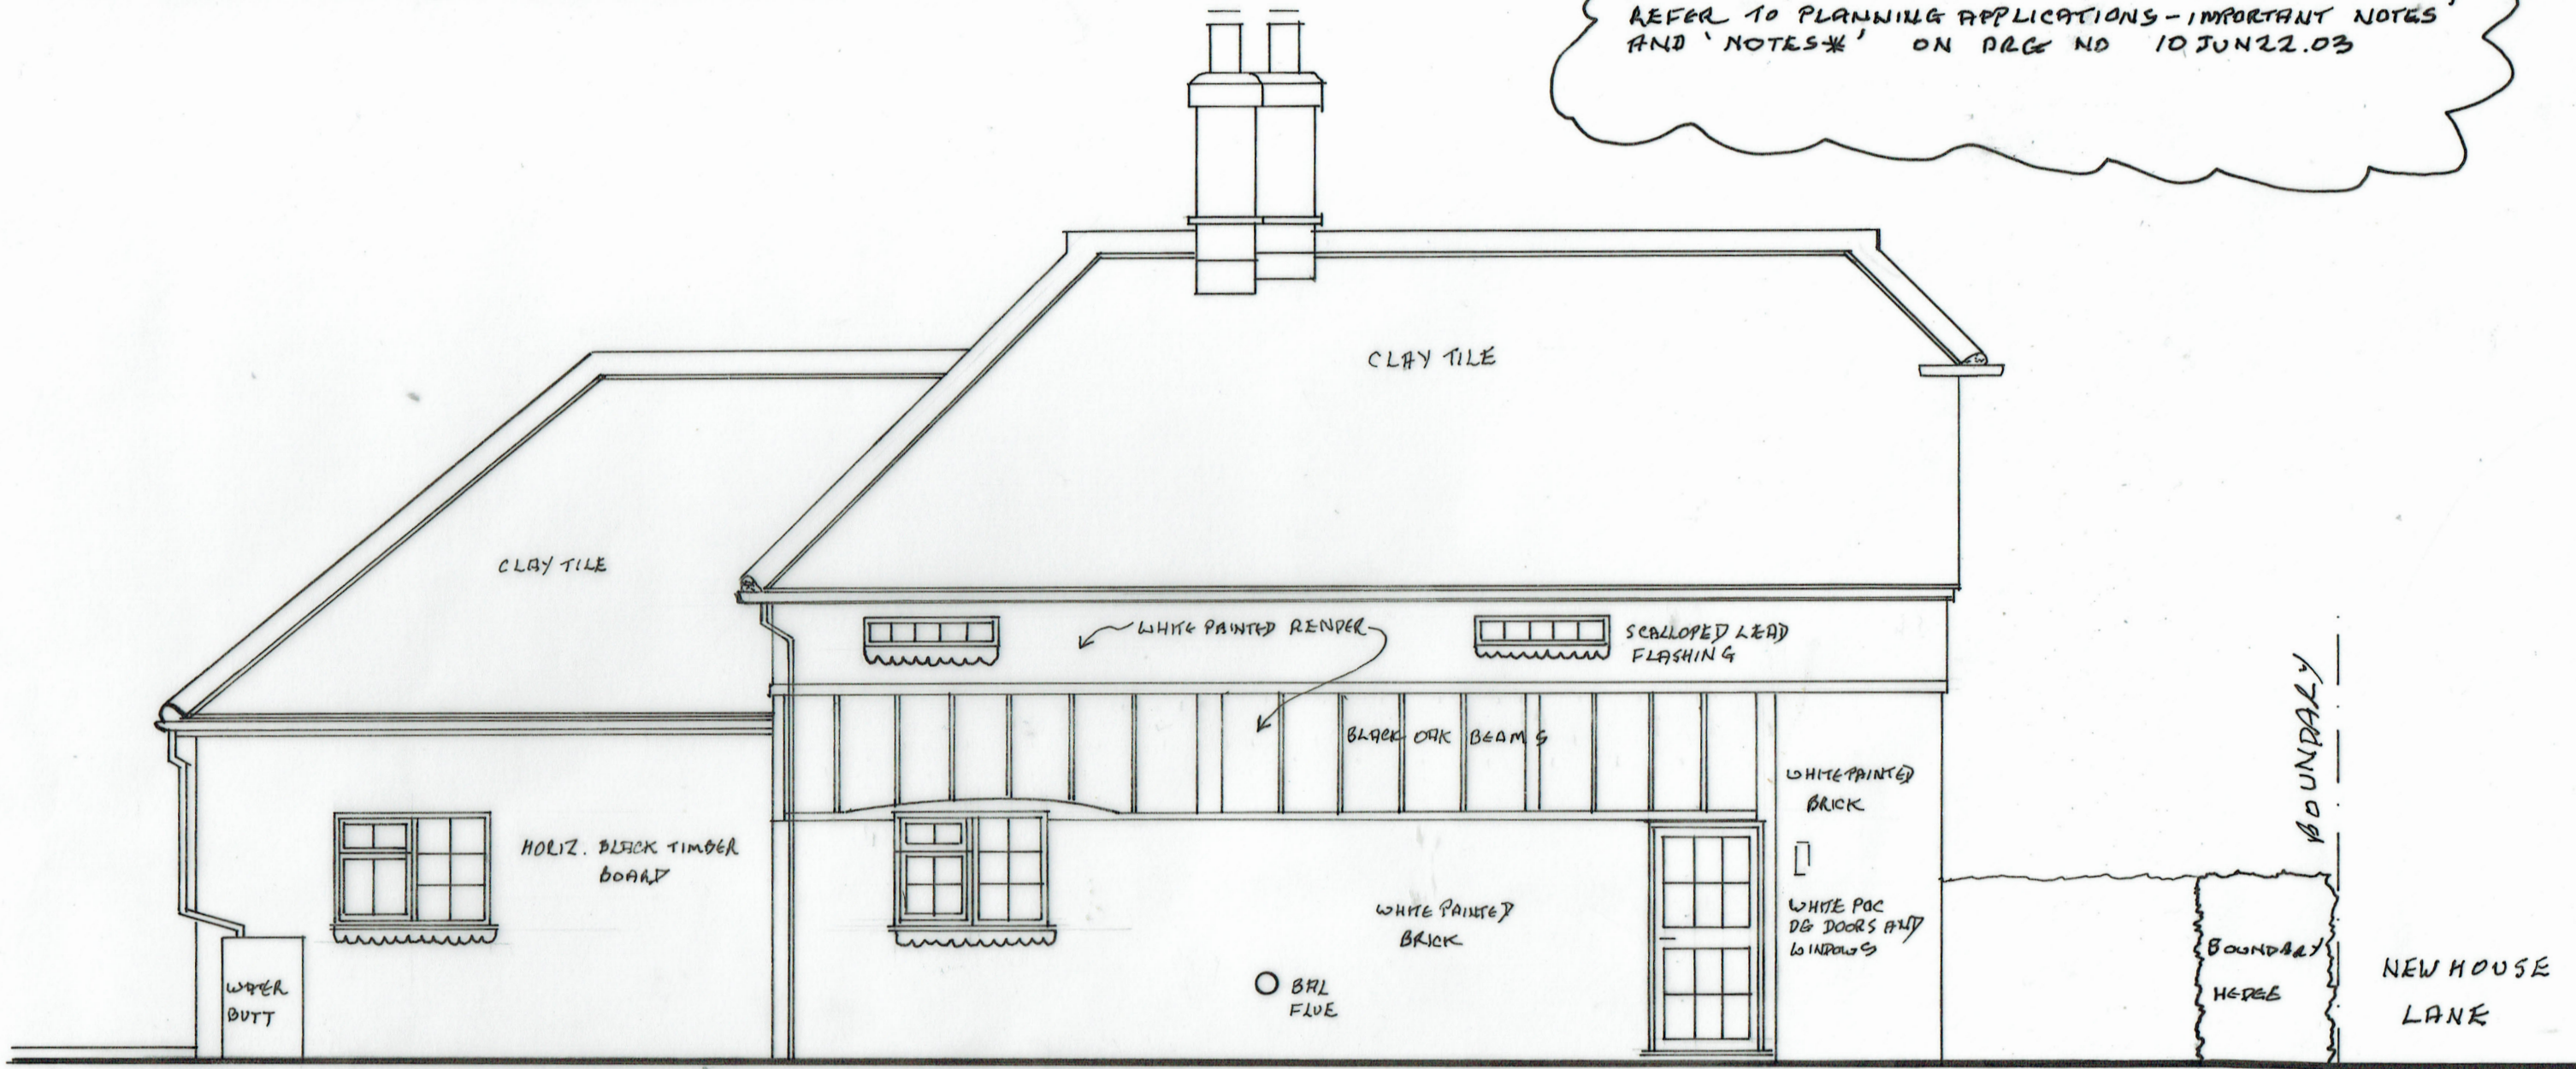 REFER TO PLANNING APPLICATIONS - IMPORTANT NOTES'
AND 'NOTES*' ON DRG NO 10JUN22.03
CLAY TILE
CLAY TILE
WHITE PAINTED RENDER
SCALLOPED LEAD
FLASHING
BLACK OAK BEAMS
WHITE PAINTED
BRICK
HORIZ. BLACK TIMBER
BOARD
WHITE PAINTED
BRICK
WHITE PVC
DG DOORS AND
WINDOWS
BAL
FLUE
WATER
BUTT
BOUNDARY
BOUNDARY
HEDGE
NEW HOUSE
LANE